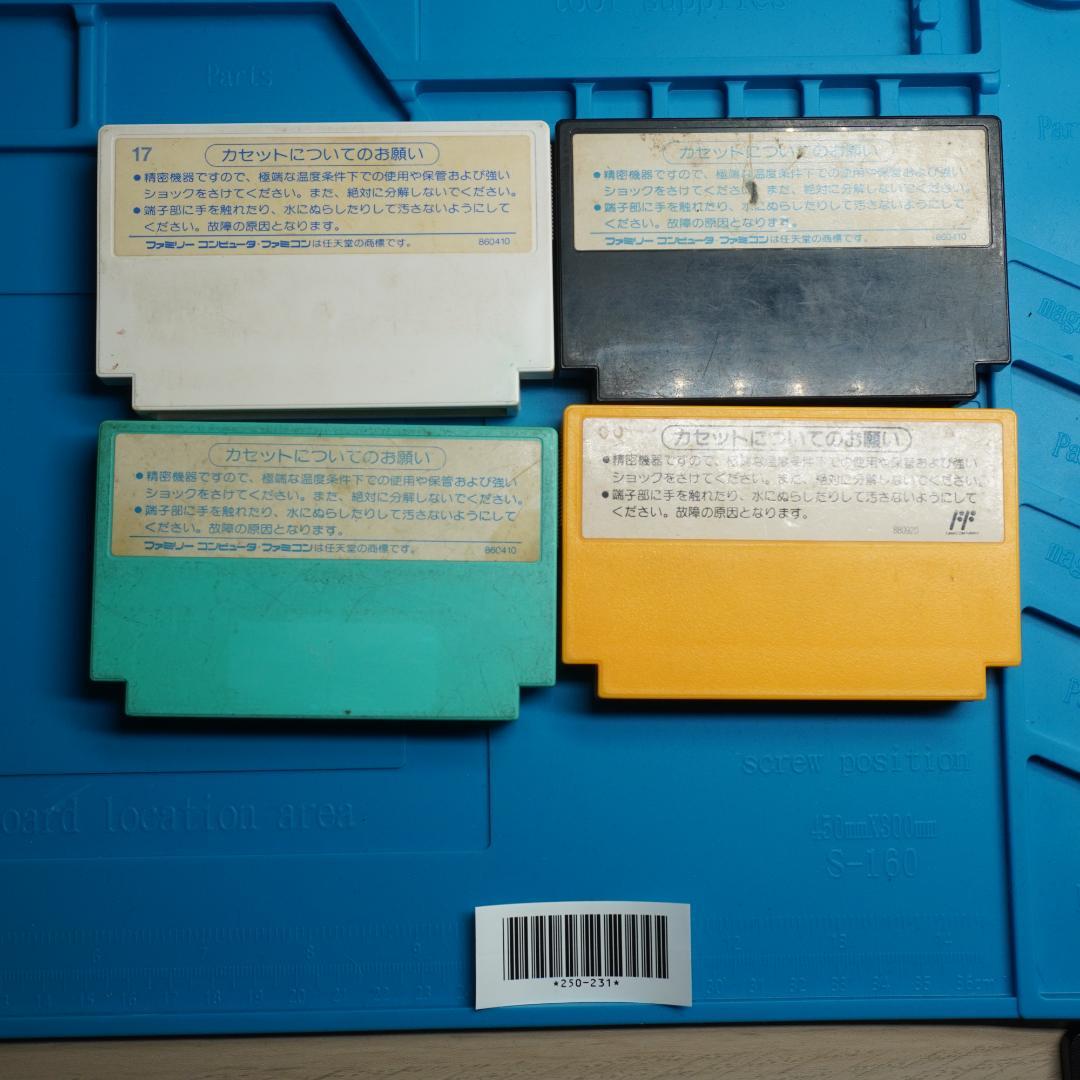 tool supplies
Parts
17
カセットについてのお願い
●精密機器ですので、極端な温度条件下での使用や保管および強い
ショックをさけてください。また、絶対に分解しないでください。
●端子部に手を触れたり、水にぬらしたりして汚さないようにして
ください。故障の原因となります。
ファミリーコンピュータ・ファミコンは任天堂の商標です。 860410
カセットについてのお願い
●精密機器ですので、極端な温度条件下での使用や保管および強い
ショックをさけてください。また、絶対に分解しないでください。
●端子部に手を触れたり、水にぬらしたりして汚さないようにして
ください。故障の原因となります。
ファミリーコンピュータ・ファミコンは任天堂の商標です。 860410
カセットについてのお願い
●精密機器ですので、極端な温度条件下での使用や保管および強い
ショックをさけてください。また、絶対に分解しないでください。
●端子部に手を触れたり、水にぬらしたりして汚さないようにして
ください。故障の原因となります。
ファミリーコンピュータ・ファミコンは任天堂の商標です。 860410
カセットについてのお願い
●精密機器ですので、極端な温度条件下での使用や保管および強い
ショックをさけてください。また、絶対に分解しないでください。
●端子部に手を触れたり、水にぬらしたりして汚さないようにして
ください。故障の原因となります。
880920
screw position
oard location area
450mmX300mm
S-160
*250-231*